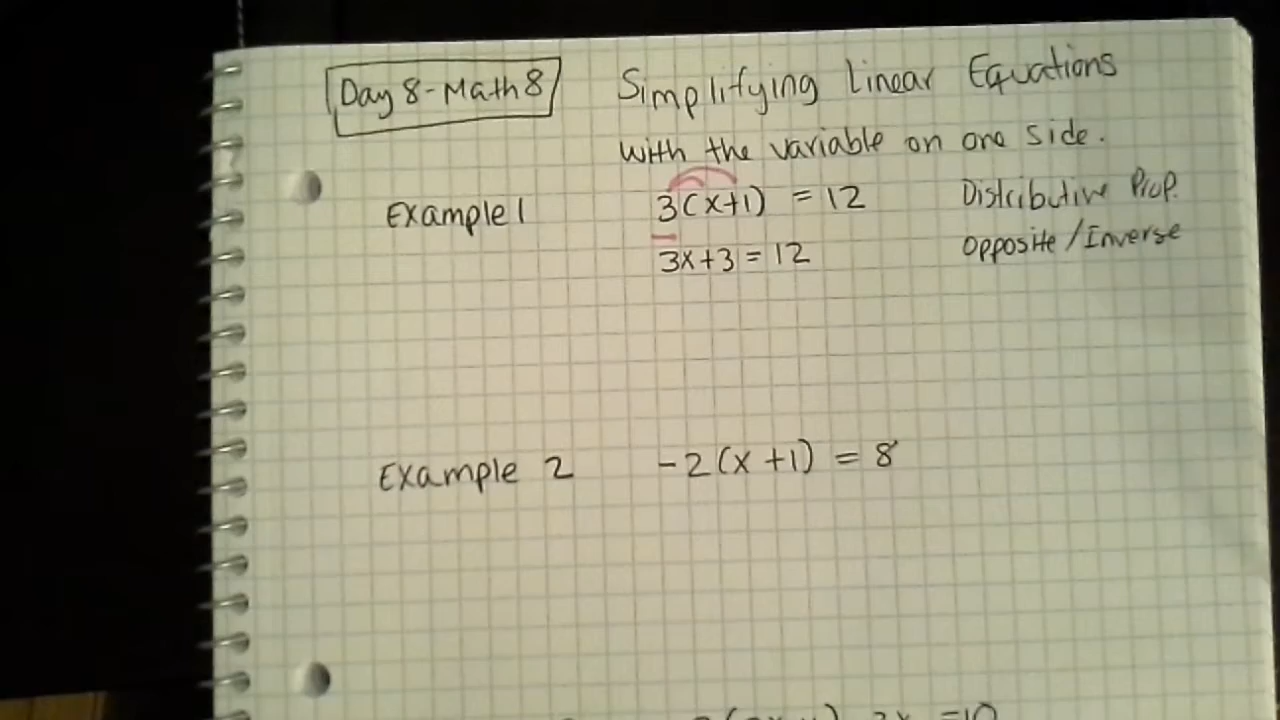 Day 8 - Math 8
Simplifying Linear Equations
with the variable on one side.
Example 1 3(x+1) = 12 Distributive Prop.
3x+3 = 12 Opposite/Inverse
Example 2 -2(x+1) = 8